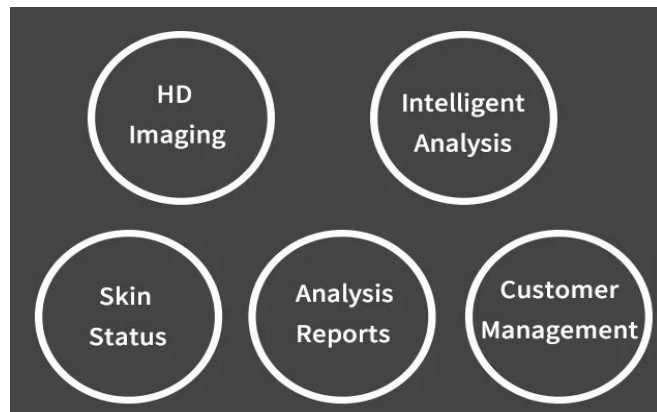 HD
Imaging
Intelligent
Analysis
Skin
Status
Analysis
Reports
Customer
Management